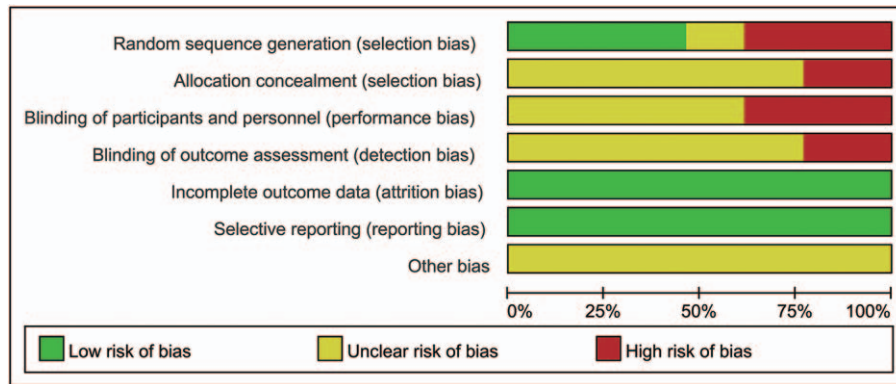 Random sequence generation (selection bias)
Allocation concealment (selection bias)
Blinding of participants and personnel (performance bias)
Blinding of outcome assessment (detection bias)
Incomplete outcome data (attrition bias)
Selective reporting (reporting bias)
Other bias
0% 25% 50% 75% 100%
Low risk of bias Unclear risk of bias High risk of bias